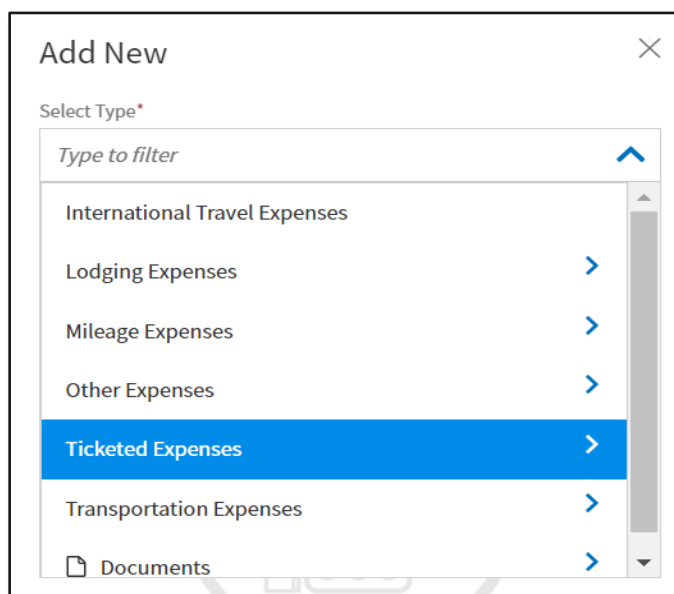 Add New
Select Type*
Type to filter
International Travel Expenses
Lodging Expenses
Mileage Expenses
Other Expenses
Ticketed Expenses
Transportation Expenses
Documents